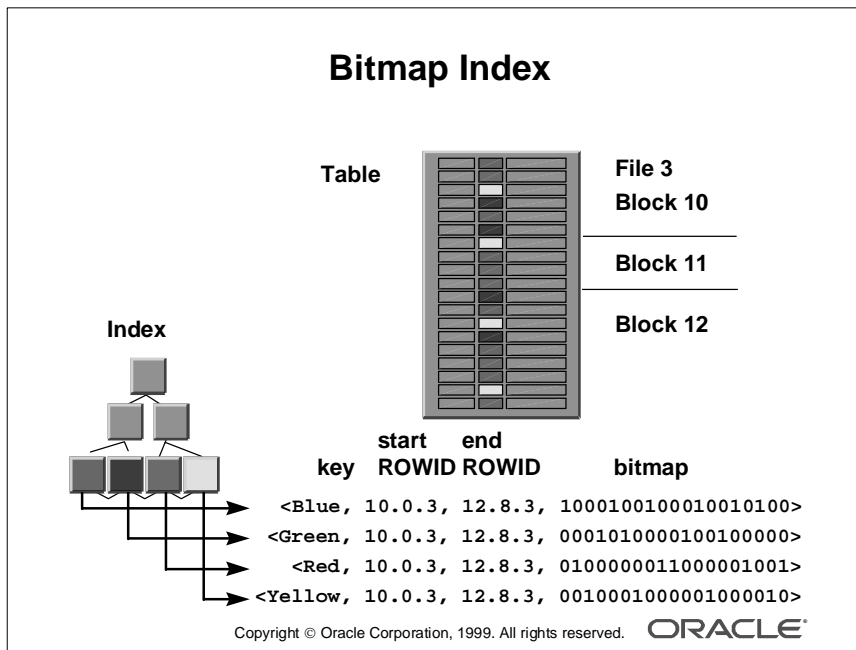 Bitmap Index
Table
File 3
Block 10
Block 11
Block 12
Index
start end
key ROWID ROWID bitmap
<Blue, 10.0.3, 12.8.3, 1000100100010010100>
<Green, 10.0.3, 12.8.3, 0001010000100100000>
<Red, 10.0.3, 12.8.3, 0100000011000001001>
<Yellow, 10.0.3, 12.8.3, 0010001000001000010>
Copyright © Oracle Corporation, 1999. All rights reserved. ORACLE®